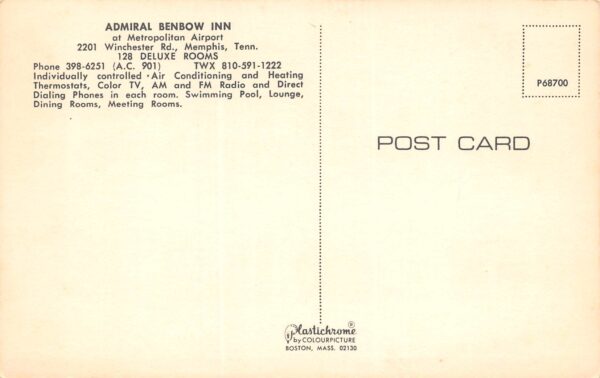 ADMIRAL BENBOW INN
at Metropolitan Airport
2201 Winchester Rd., Memphis, Tenn.
128 DELUXE ROOMS
Phone 398-6251 (A.C. 901) TWX 810-591-1222
Individually controlled · Air Conditioning and Heating
Thermostats, Color TV, AM and FM Radio and Direct
Dialing Phones in each room. Swimming Pool, Lounge,
Dining Rooms, Meeting Rooms.
P68700
POST CARD
Plastichrome®
by COLOURPICTURE
BOSTON, MASS. 02130